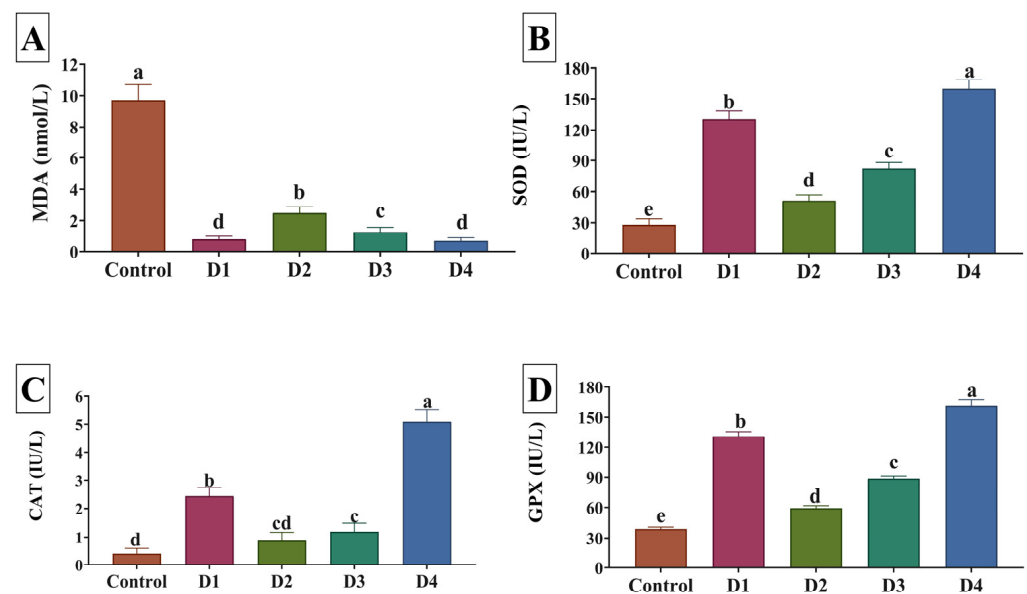 A
MDA (nmol/L)
12
10
8
6
4
2
0
a
d
b
c
d
Control D1 D2 D3 D4
B
SOD (IU/L)
180
150
120
90
60
30
0
e
b
d
c
a
Control D1 D2 D3 D4
C
CAT (IU/L)
6
5
4
3
2
1
0
d
b
cd
c
a
Control D1 D2 D3 D4
D
GPX (IU/L)
180
150
120
90
60
30
0
e
b
d
c
a
Control D1 D2 D3 D4